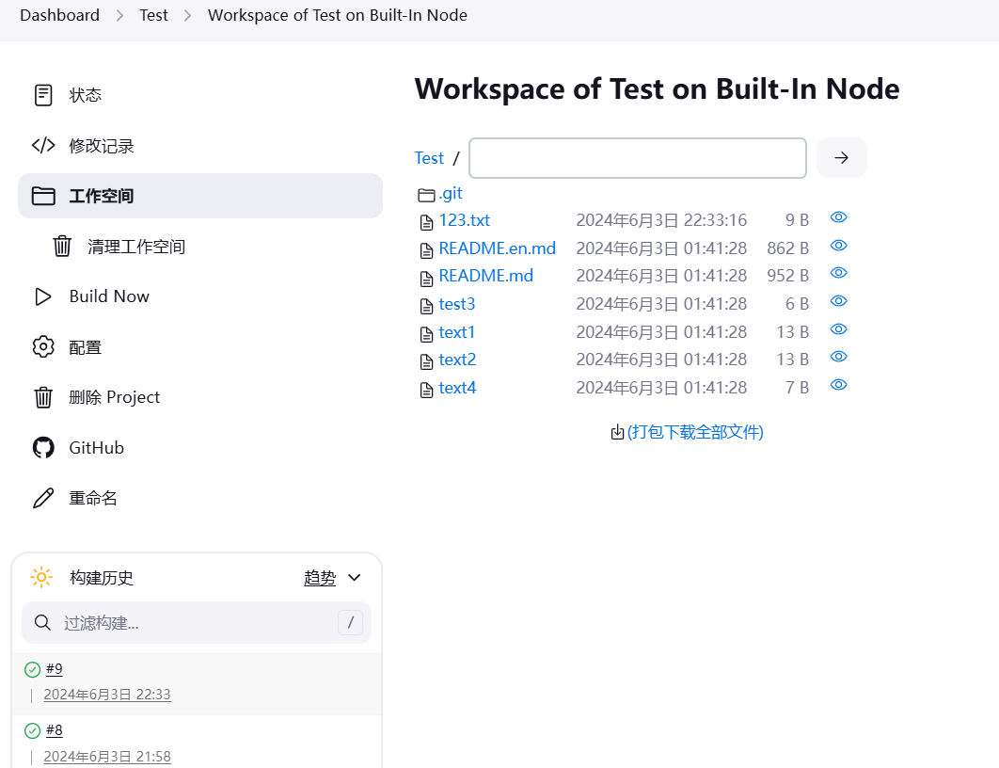 Dashboard > Test > Workspace of Test on Built-In Node
状态
修改记录
工作空间
清理工作空间
Build Now
配置
删除 Project
GitHub
重命名
构建历史 趋势
过滤构建... /
#9
2024年6月3日 22:33
#8
2024年6月3日 21:58
Workspace of Test on Built-In Node
Test /
.git
123.txt 2024年6月3日 22:33:16 9 B
README.en.md 2024年6月3日 01:41:28 862 B
README.md 2024年6月3日 01:41:28 952 B
test3 2024年6月3日 01:41:28 6 B
text1 2024年6月3日 01:41:28 13 B
text2 2024年6月3日 01:41:28 13 B
text4 2024年6月3日 01:41:28 7 B
(打包下载全部文件)